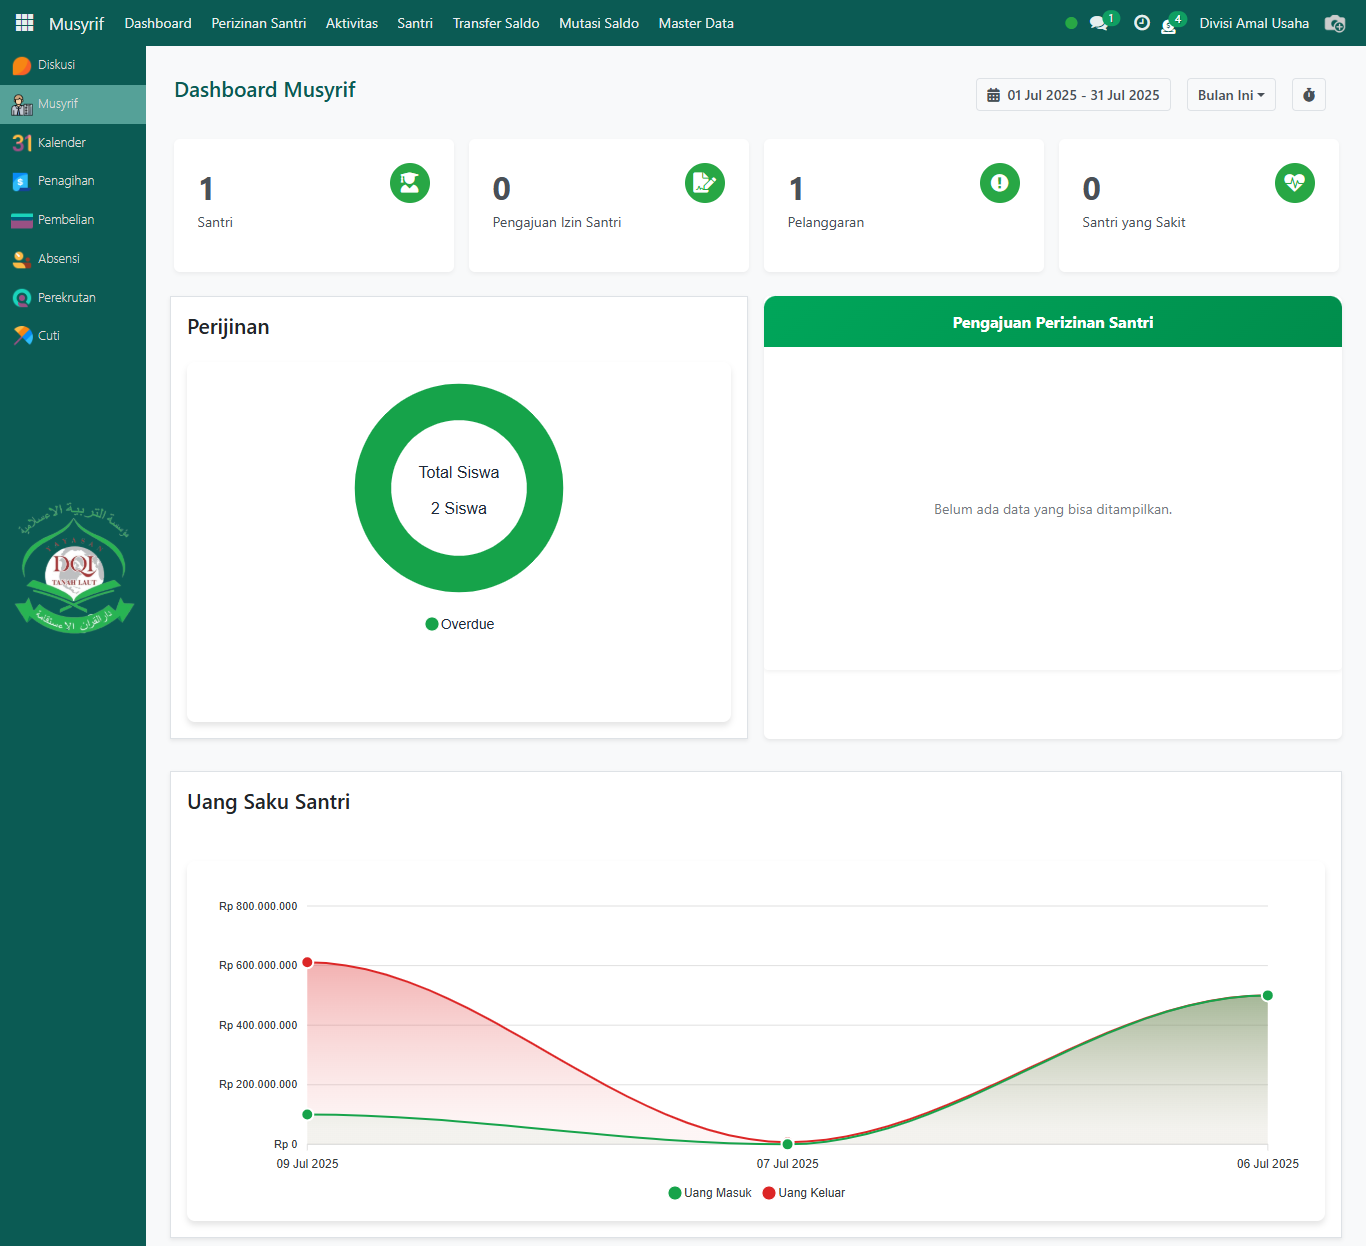 Musyrif Dashboard Perizinan Santri Aktivitas Santri Transfer Saldo Mutasi Saldo Master Data 1 4 Divisi Amal Usaha
Diskusi
Musyrif
31 Kalender
Penagihan
Pembelian
Absensi
Perekrutan
Cuti
DQI
TANAH LAUT
Dashboard Musyrif
01 Jul 2025 - 31 Jul 2025 Bulan Ini
1
Santri
0
Pengajuan Izin Santri
1
Pelanggaran
0
Santri yang Sakit
Perijinan
Total Siswa
2 Siswa
Overdue
Pengajuan Perizinan Santri
Belum ada data yang bisa ditampilkan.
Uang Saku Santri
Rp 800.000.000
Rp 600.000.000
Rp 400.000.000
Rp 200.000.000
Rp 0
09 Jul 2025 07 Jul 2025 06 Jul 2025
Uang Masuk Uang Keluar